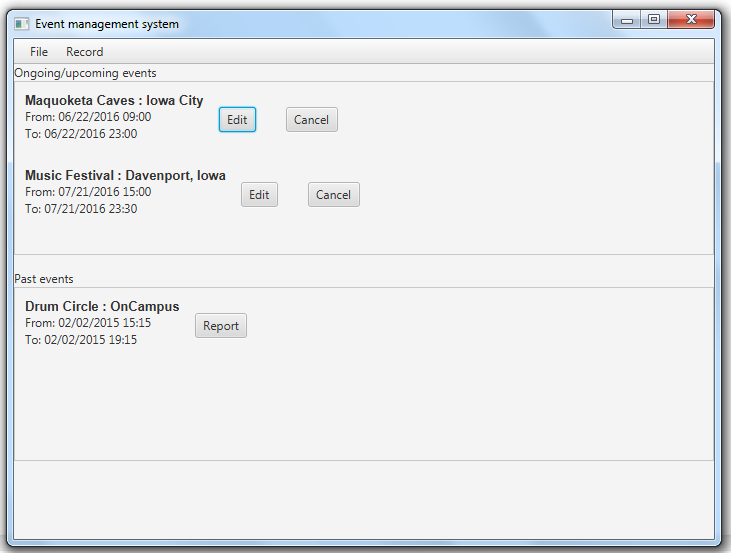 Event management system
File Record
Ongoing/upcoming events
Maquoketa Caves : Iowa City
From: 06/22/2016 09:00
To: 06/22/2016 23:00
Edit Cancel
Music Festival : Davenport, Iowa
From: 07/21/2016 15:00
To: 07/21/2016 23:30
Edit Cancel
Past events
Drum Circle : OnCampus
From: 02/02/2015 15:15
To: 02/02/2015 19:15
Report